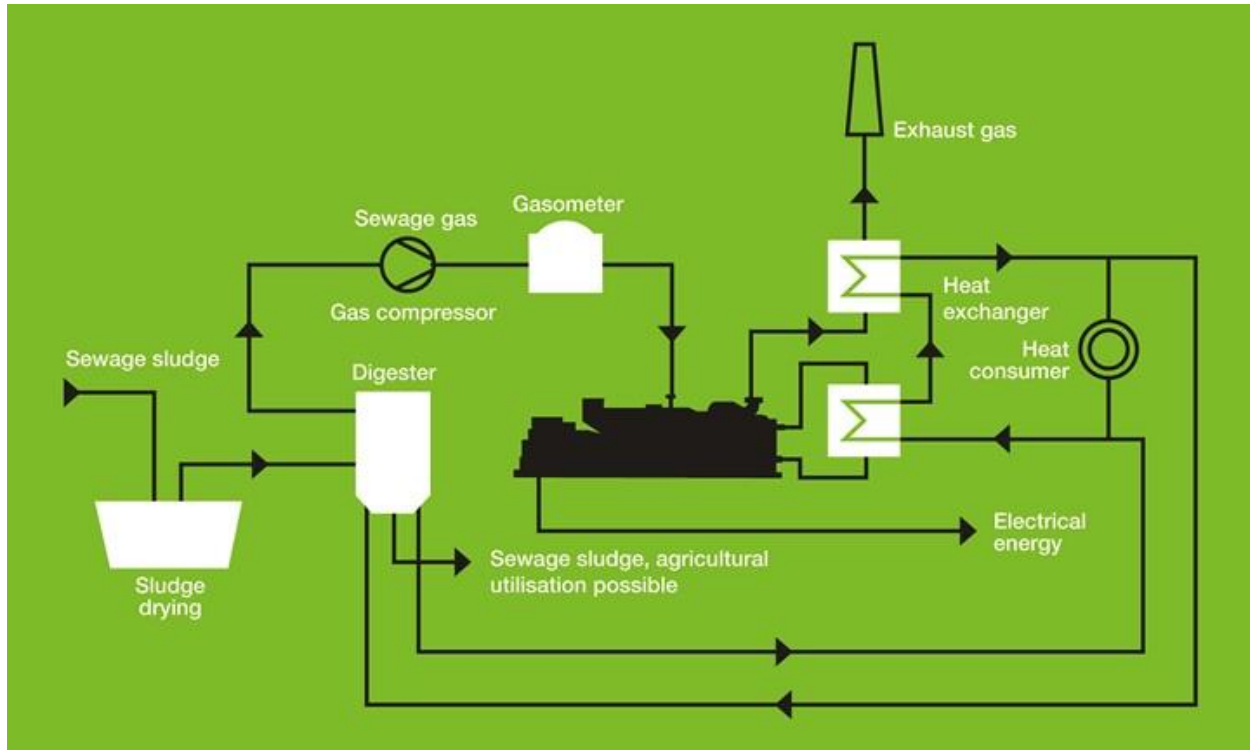 Exhaust gas
Gasometer
Sewage gas
Gas compressor
Heat
exchanger
Sewage sludge
Digester
Heat
consumer
Electrical
energy
Sewage sludge, agricultural
utilisation possible
Sludge
drying